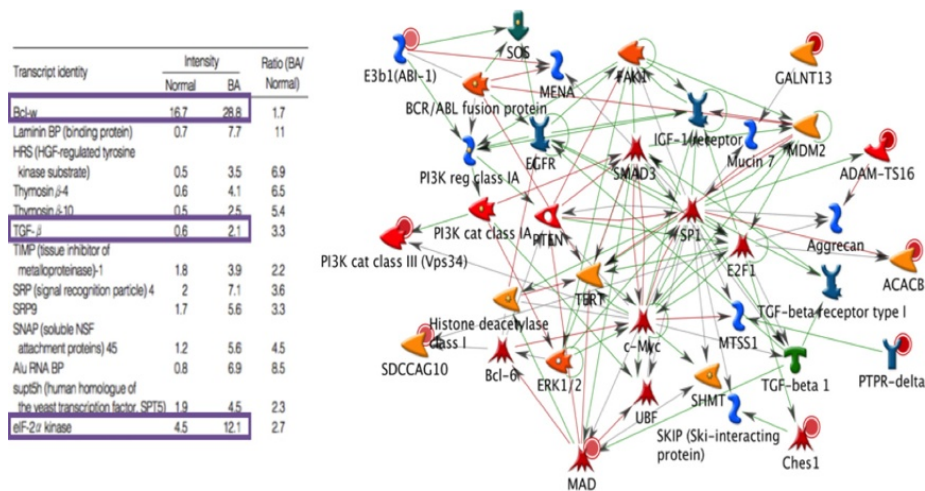 Transcript identity Intensity Ratio (BA/
Normal BA Normal)
Bcl-w 16.7 28.8 1.7
Laminin BP (binding protein) 0.7 7.7 11
HRS (HGF-regulated tyrosine
kinase substrate) 0.5 3.5 6.9
Thymosin β-4 0.6 4.1 6.5
Thymosin β-10 0.5 2.5 5.4
TGF-β 0.6 2.1 3.3
TIMP (tissue inhibitor of
metalloproteinase)-1 1.8 3.9 2.2
SRP (signal recognition particle) 4 2 7.1 3.6
SRP9 1.7 5.6 3.3
SNAP (soluble NSF
attachment proteins) 45 1.2 5.6 4.5
Alu RNA BP 0.8 6.9 8.5
supt5h (human homologue of
the yeast transcription factor, SPT5) 1.9 4.5 2.3
eIF-2α kinase 4.5 12.1 2.7
SOS
E3b1(ABI-1)
MENA
FAK1
GALNT13
BCR/ABL fusion protein
IGF-1 receptor
Mucin 7
MDM2
EGFR
PI3K reg class IA
SMAD3
ADAM-TS16
PI3K cat class IA
PTEN
SP1
Aggrecan
PI3K cat class III (Vps34)
E2F1
ACACB
TERT
TGF-beta receptor type I
Histone deacetylase
class I
c-Myc
MTSS1
SDCCAG10
Bcl-6
ERK1/2
TGF-beta 1
PTPR-delta
SHMT
UBF
SKIP (Ski-interacting
protein)
Ches1
MAD